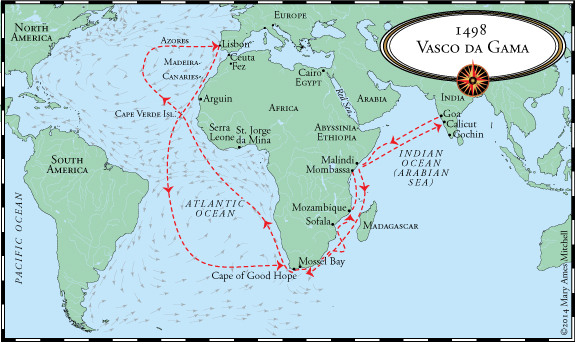 1498
VASCO DA GAMA
NORTH
AMERICA
EUROPE
AZORES
Lisbon
MADEIRA
Ceuta
Fez
CANARIES
Cairo
EGYPT
Red Sea
ARABIA
INDIA
Arguin
CAPE VERDE ISL.
AFRICA
Goa
Calicut
Cochin
Serra
Leone
St. Jorge
da Mina
ABYSSINIA-
ETHIOPIA
SOUTH
AMERICA
Malindi
Mombassa
INDIAN
OCEAN
(ARABIAN
SEA)
ATLANTIC
OCEAN
Mozambique
Sofala
MADAGASCAR
PACIFIC OCEAN
Mossel Bay
Cape of Good Hope
©2014 Mary Ames Mitchell